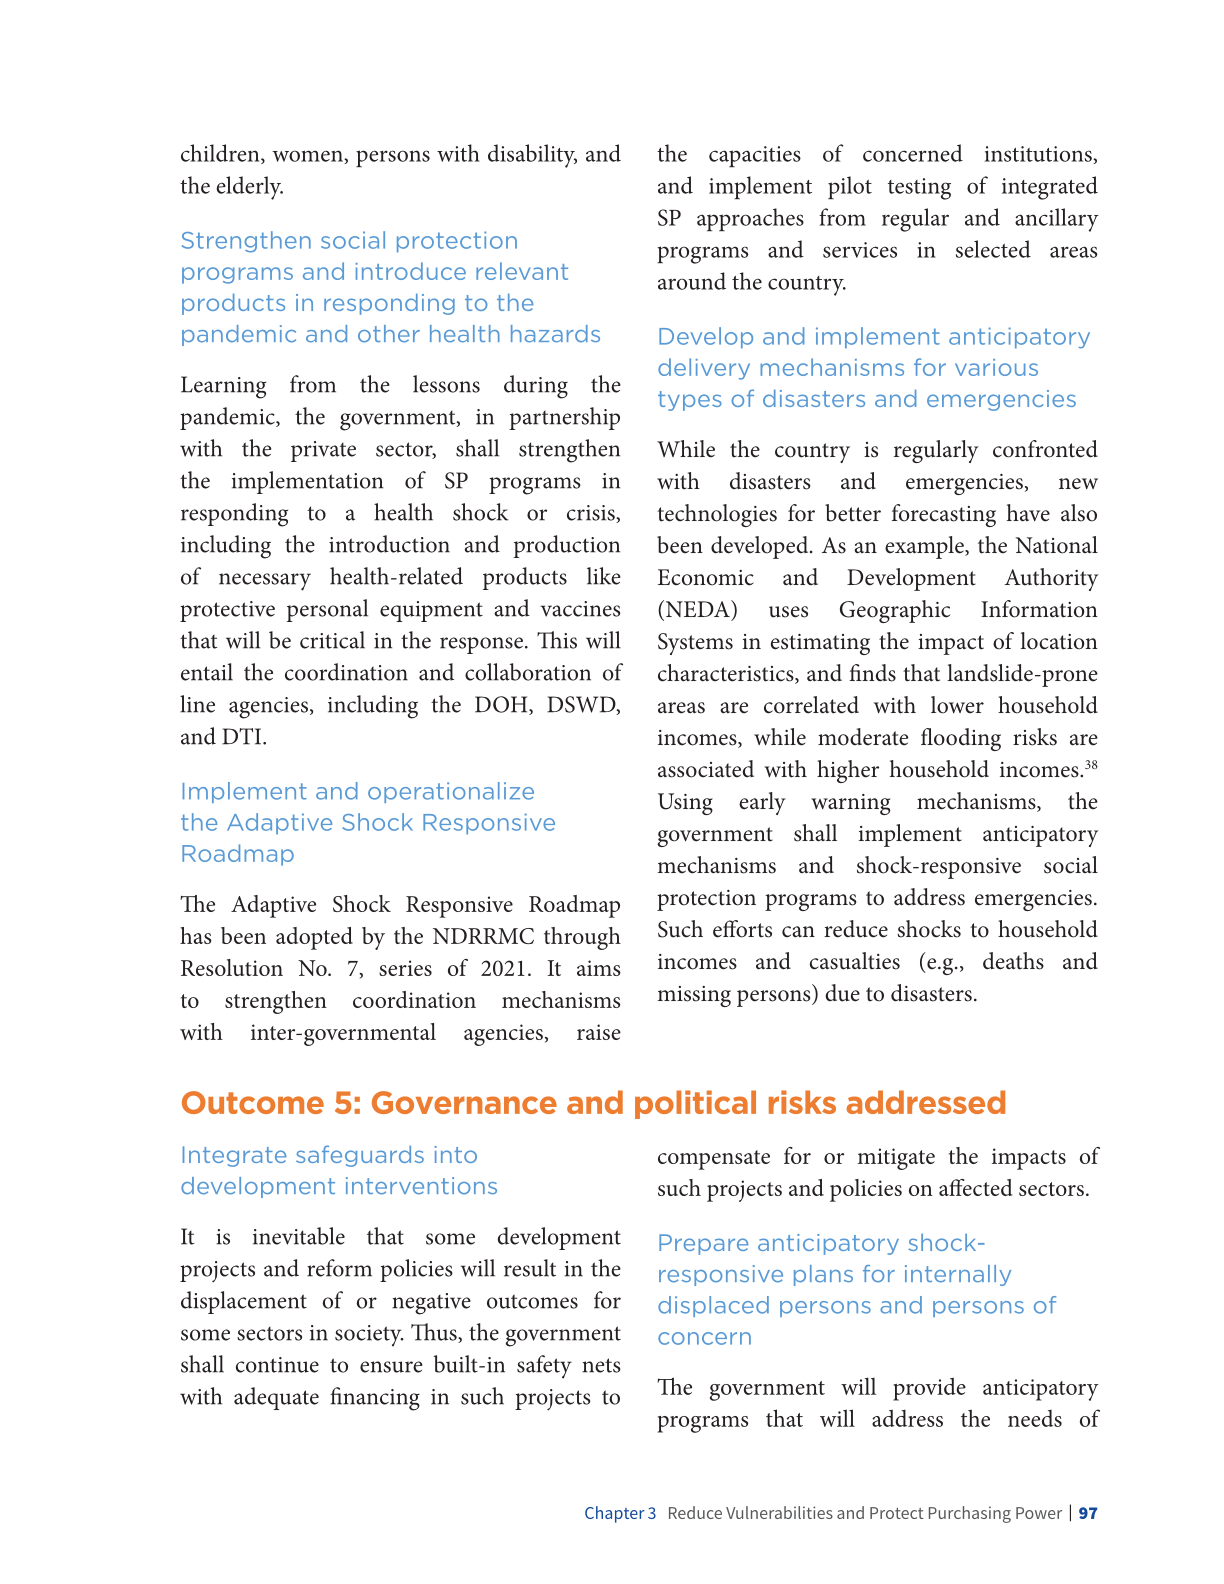 children, women, persons with disability, and
the elderly.
Strengthen social protection
programs and introduce relevant
products in responding to the
pandemic and other health hazards
Learning from the lessons during the
pandemic, the government, in partnership
with the private sector, shall strengthen
the implementation of SP programs in
responding to a health shock or crisis,
including the introduction and production
of necessary health-related products like
protective personal equipment and vaccines
that will be critical in the response. This will
entail the coordination and collaboration of
line agencies, including the DOH, DSWD,
and DTI.
Implement and operationalize
the Adaptive Shock Responsive
Roadmap
The Adaptive Shock Responsive Roadmap
has been adopted by the NDRRMC through
Resolution No. 7, series of 2021. It aims
to strengthen coordination mechanisms
with inter-governmental agencies, raise
the capacities of concerned institutions,
and implement pilot testing of integrated
SP approaches from regular and ancillary
programs and services in selected areas
around the country.
Develop and implement anticipatory
delivery mechanisms for various
types of disasters and emergencies
While the country is regularly confronted
with disasters and emergencies, new
technologies for better forecasting have also
been developed. As an example, the National
Economic and Development Authority
(NEDA) uses Geographic Information
Systems in estimating the impact of location
characteristics, and finds that landslide-prone
areas are correlated with lower household
incomes, while moderate flooding risks are
associated with higher household incomes.38
Using early warning mechanisms, the
government shall implement anticipatory
mechanisms and shock-responsive social
protection programs to address emergencies.
Such efforts can reduce shocks to household
incomes and casualties (e.g., deaths and
missing persons) due to disasters.
Outcome 5: Governance and political risks addressed
Integrate safeguards into
development interventions
It is inevitable that some development
projects and reform policies will result in the
displacement of or negative outcomes for
some sectors in society. Thus, the government
shall continue to ensure built-in safety nets
with adequate financing in such projects to
compensate for or mitigate the impacts of
such projects and policies on affected sectors.
Prepare anticipatory shock-
responsive plans for internally
displaced persons and persons of
concern
The government will provide anticipatory
programs that will address the needs of
Chapter 3 Reduce Vulnerabilities and Protect Purchasing Power | 97